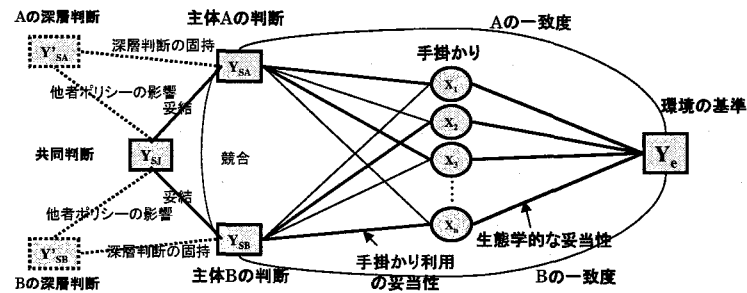 Aの深層判断
主体Aの判断
Aの一致度
Y'SA
深層判断の固持
YSA
手掛かり
X1
他者ポリシーの影響
妥結
環境の基準
X2
共同判断
YSJ
競合
X3
Ye
妥結
他者ポリシーの影響
Xn
生態学的な妥当性
Y'SB
深層判断の固持
YSB
手掛かり利用
の妥当性
Bの深層判断
主体Bの判断
Bの一致度